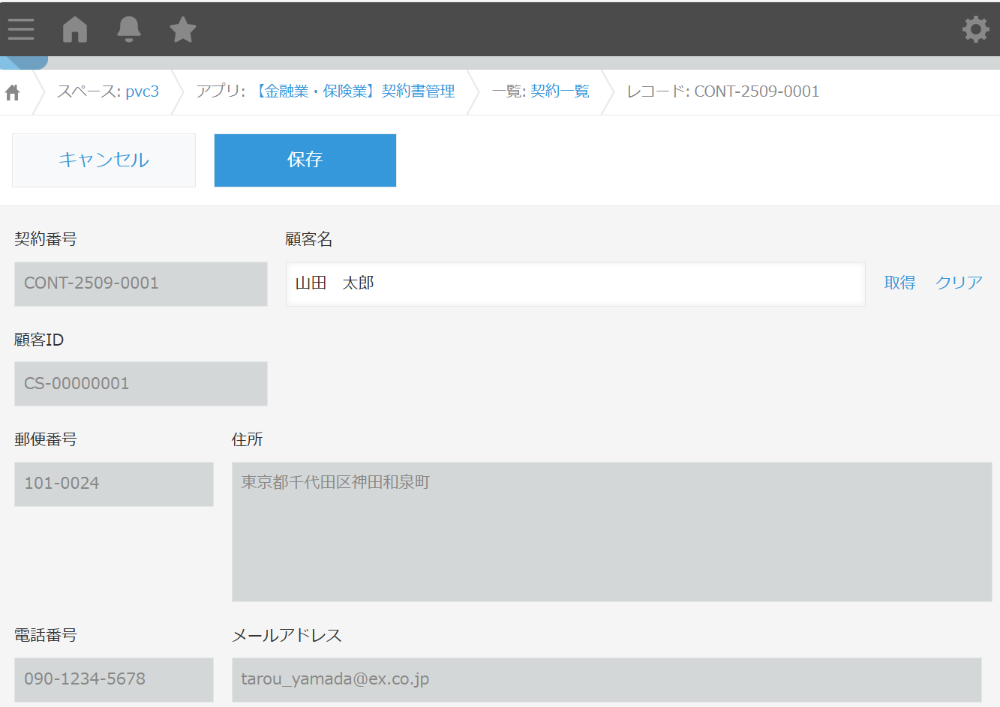 スペース: pvc3 アプリ: 【金融業・保険業】契約書管理 一覧: 契約一覧 レコード: CONT-2509-0001
キャンセル 保存
契約番号 顧客名
CONT-2509-0001 山田　太郎 取得 クリア
顧客ID
CS-00000001
郵便番号 住所
101-0024 東京都千代田区神田和泉町
電話番号 メールアドレス
090-1234-5678 tarou_yamada@ex.co.jp